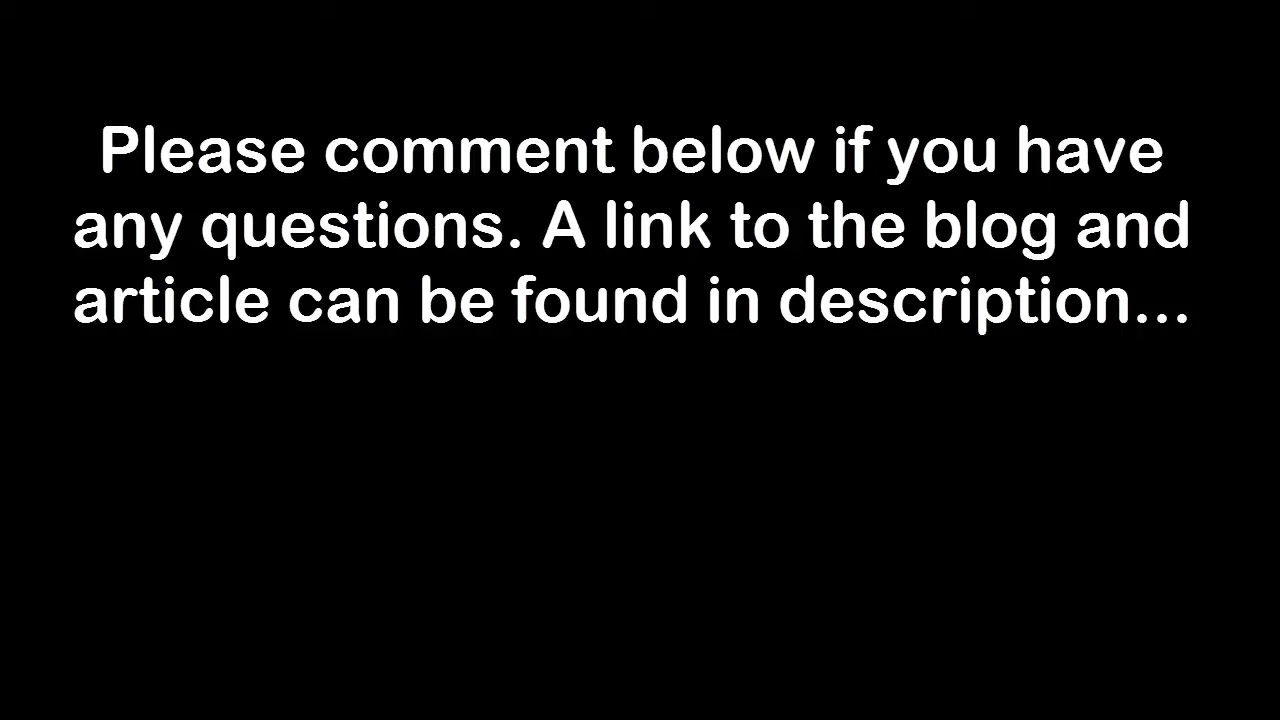 Please comment below if you have
any questions. A link to the blog and
article can be found in description...